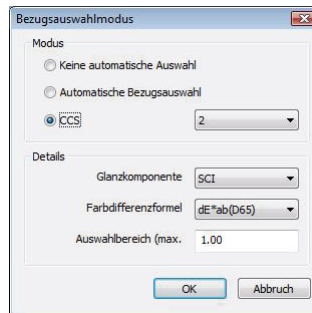 Bezugsauswahlmodus
Modus
Keine automatische Auswahl
Automatische Bezugsauswahl
CCS 2
Details
Glanzkomponente SCI
Farbdifferenzformel dE*ab(D65)
Auswahlbereich (max. 1.00
OK Abbruch